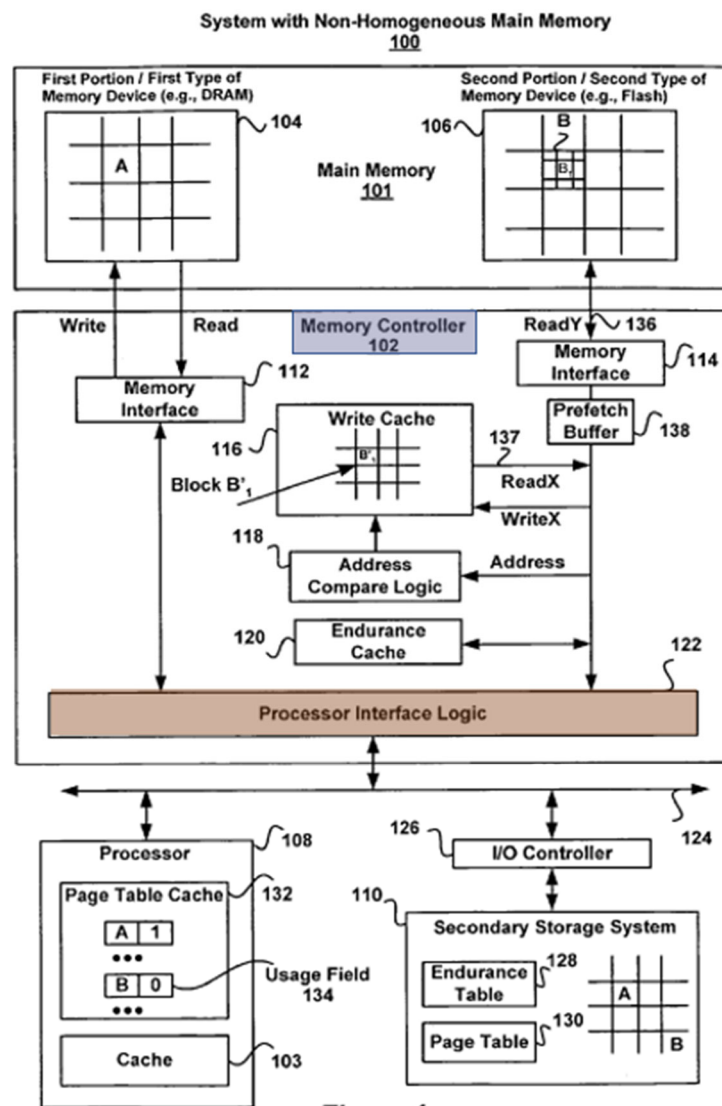 System with Non-Homogeneous Main Memory
100
First Portion / First Type of
Memory Device (e.g., DRAM)
104
A
Second Portion / Second Type of
Memory Device (e.g., Flash)
106
B
B₁
Main Memory
101
Write
Read
Memory Controller
102
ReadY
136
112
Memory
Interface
Memory
Interface
114
Prefetch
Buffer
138
Write Cache
116
B'₁
137
ReadX
Block B'₁
WriteX
118
Address
Compare Logic
Address
120
Endurance
Cache
122
Processor Interface Logic
124
108
Processor
126
I/O Controller
Page Table Cache
132
A 1
•••
B 0
•••
Usage Field
134
Cache
103
110
Secondary Storage System
Endurance
Table
128
Page Table
130
A
B